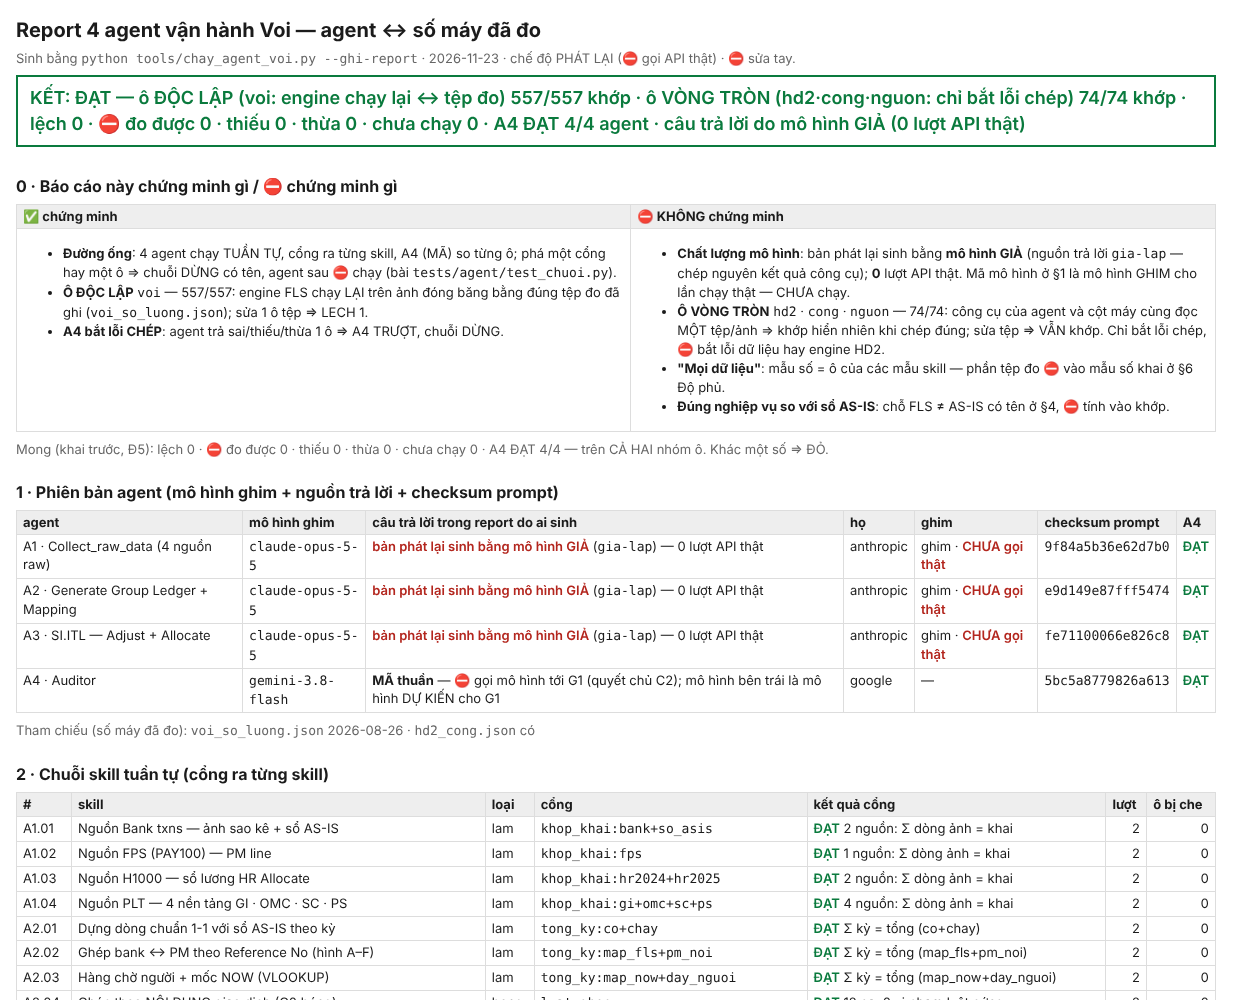 Report 4 agent vận hành Voi — agent ↔ số máy đã đo
Sinh bằng python tools/chay_agent_voi.py --ghi-report · 2026-11-23 · chế độ PHÁT LẠI (⛔ gọi API thật) · ⛔ sửa tay.
KẾT: ĐẠT — ô ĐỘC LẬP (voi: engine chạy lại ↔ tệp đo) 557/557 khớp · ô VÒNG TRÒN (hd2·cong·nguon: chỉ bắt lỗi chép) 74/74 khớp ·
lệch 0 · ⛔ đo được 0 · thiếu 0 · thừa 0 · chưa chạy 0 · A4 ĐẠT 4/4 agent · câu trả lời do mô hình GIẢ (0 lượt API thật)
0 · Báo cáo này chứng minh gì / ⛔ chứng minh gì
✅ chứng minh
• Đường ống: 4 agent chạy TUẦN TỰ, cổng ra từng skill, A4 (MÃ) so từng ô; phá một cổng
hay một ô ⇒ chuỗi DỪNG có tên, agent sau ⛔ chạy (bài tests/agent/test_chuoi.py).
• Ô ĐỘC LẬP voi — 557/557: engine FLS chạy LẠI trên ảnh đóng băng bằng đúng tệp đo đã
ghi (voi_so_luong.json); sửa 1 ô tệp ⇒ LECH 1.
• A4 bắt lỗi CHÉP: agent trả sai/thiếu/thừa 1 ô ⇒ A4 TRƯỢT, chuỗi DỪNG.
⛔ KHÔNG chứng minh
• Chất lượng mô hình: bản phát lại sinh bằng mô hình GIẢ (nguồn trả lời gia-lap —
chép nguyên kết quả công cụ); 0 lượt API thật. Mã mô hình ở §1 là mô hình GHIM cho
lần chạy thật — CHƯA chạy.
• Ô VÒNG TRÒN hd2 · cong · nguon — 74/74: công cụ của agent và cột máy cùng đọc
MỘT tệp/ảnh ⇒ khớp hiển nhiên khi chép đúng; sửa tệp ⇒ VẪN khớp. Chỉ bắt lỗi chép,
⛔ bắt lỗi dữ liệu hay engine HD2.
• "Mọi dữ liệu": mẫu số = ô của các mẫu skill — phần tệp đo ⛔ vào mẫu số khai ở §6
Độ phủ.
• Đúng nghiệp vụ so với sổ AS-IS: chỗ FLS ≠ AS-IS có tên ở §4, ⛔ tính vào khớp.
Mong (khai trước, Đ5): lệch 0 · ⛔ đo được 0 · thiếu 0 · thừa 0 · chưa chạy 0 · A4 ĐẠT 4/4 — trên CẢ HAI nhóm ô. Khác một số ⇒ ĐỎ.
1 · Phiên bản agent (mô hình ghim + nguồn trả lời + checksum prompt)
agent mô hình ghim câu trả lời trong report do ai sinh họ ghim checksum prompt A4
A1 · Collect_raw_data (4 nguồn raw) claude-opus-5-5 bản phát lại sinh bằng mô hình GIẢ (gia-lap) — 0 lượt API thật anthropic ghim · CHƯA gọi thật 9f84a5b36e62d7b0 ĐẠT
A2 · Generate Group Ledger + Mapping claude-opus-5-5 bản phát lại sinh bằng mô hình GIẢ (gia-lap) — 0 lượt API thật anthropic ghim · CHƯA gọi thật e9d149e87fff5474 ĐẠT
A3 · SI.ITL — Adjust + Allocate claude-opus-5-5 bản phát lại sinh bằng mô hình GIẢ (gia-lap) — 0 lượt API thật anthropic ghim · CHƯA gọi thật fe71100066e826c8 ĐẠT
A4 · Auditor gemini-3.8-flash MÃ thuần — ⛔ gọi mô hình tới G1 (quyết chủ C2); mô hình bên trái là mô hình DỰ KIẾN cho G1 google — 5bc5a8779826a613 ĐẠT
Tham chiếu (số máy đã đo): voi_so_luong.json 2026-08-26 · hd2_cong.json có
2 · Chuỗi skill tuần tự (cổng ra từng skill)
# skill loại cổng kết quả cổng lượt ô bị che
A1.01 Nguồn Bank txns — ảnh sao kê + sổ AS-IS lam khop_khai:bank+so_asis ĐẠT 2 nguồn: Σ dòng ảnh = khai 2 0
A1.02 Nguồn FPS (PAY100) — PM line lam khop_khai:fps ĐẠT 1 nguồn: Σ dòng ảnh = khai 2 0
A1.03 Nguồn H1000 — sổ lương HR Allocate lam khop_khai:hr2024+hr2025 ĐẠT 2 nguồn: Σ dòng ảnh = khai 2 0
A1.04 Nguồn PLT — 4 nền tảng GI · OMC · SC · PS lam khop_khai:gi+omc+sc+ps ĐẠT 4 nguồn: Σ dòng ảnh = khai 2 0
A2.01 Dựng dòng chuẩn 1-1 với sổ AS-IS theo kỳ lam tong_ky:co+chay ĐẠT Σ kỳ = tổng (co+chay) 2 0
A2.02 Ghép bank ↔ PM theo Reference No (hình A–F) lam tong_ky:map_fls+pm_noi ĐẠT Σ kỳ = tổng (map_fls+pm_noi) 2 0
A2.03 Hàng chờ người + mốc NOW (VLOOKUP) lam tong_ky:map_now+day_nguoi ĐẠT Σ kỳ = tổng (map_now+day_nguoi) 2 0